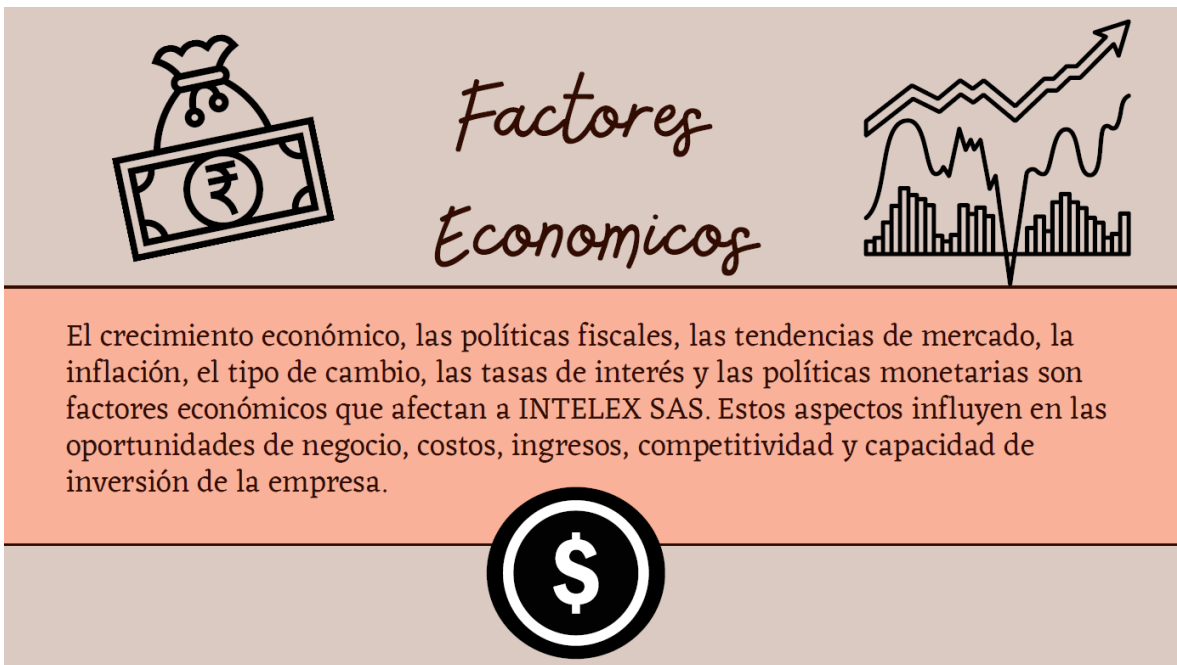 Factores
Economicos
₹
El crecimiento económico, las políticas fiscales, las tendencias de mercado, la
inflación, el tipo de cambio, las tasas de interés y las políticas monetarias son
factores económicos que afectan a INTELEX SAS. Estos aspectos influyen en las
oportunidades de negocio, costos, ingresos, competitividad y capacidad de
inversión de la empresa.
$